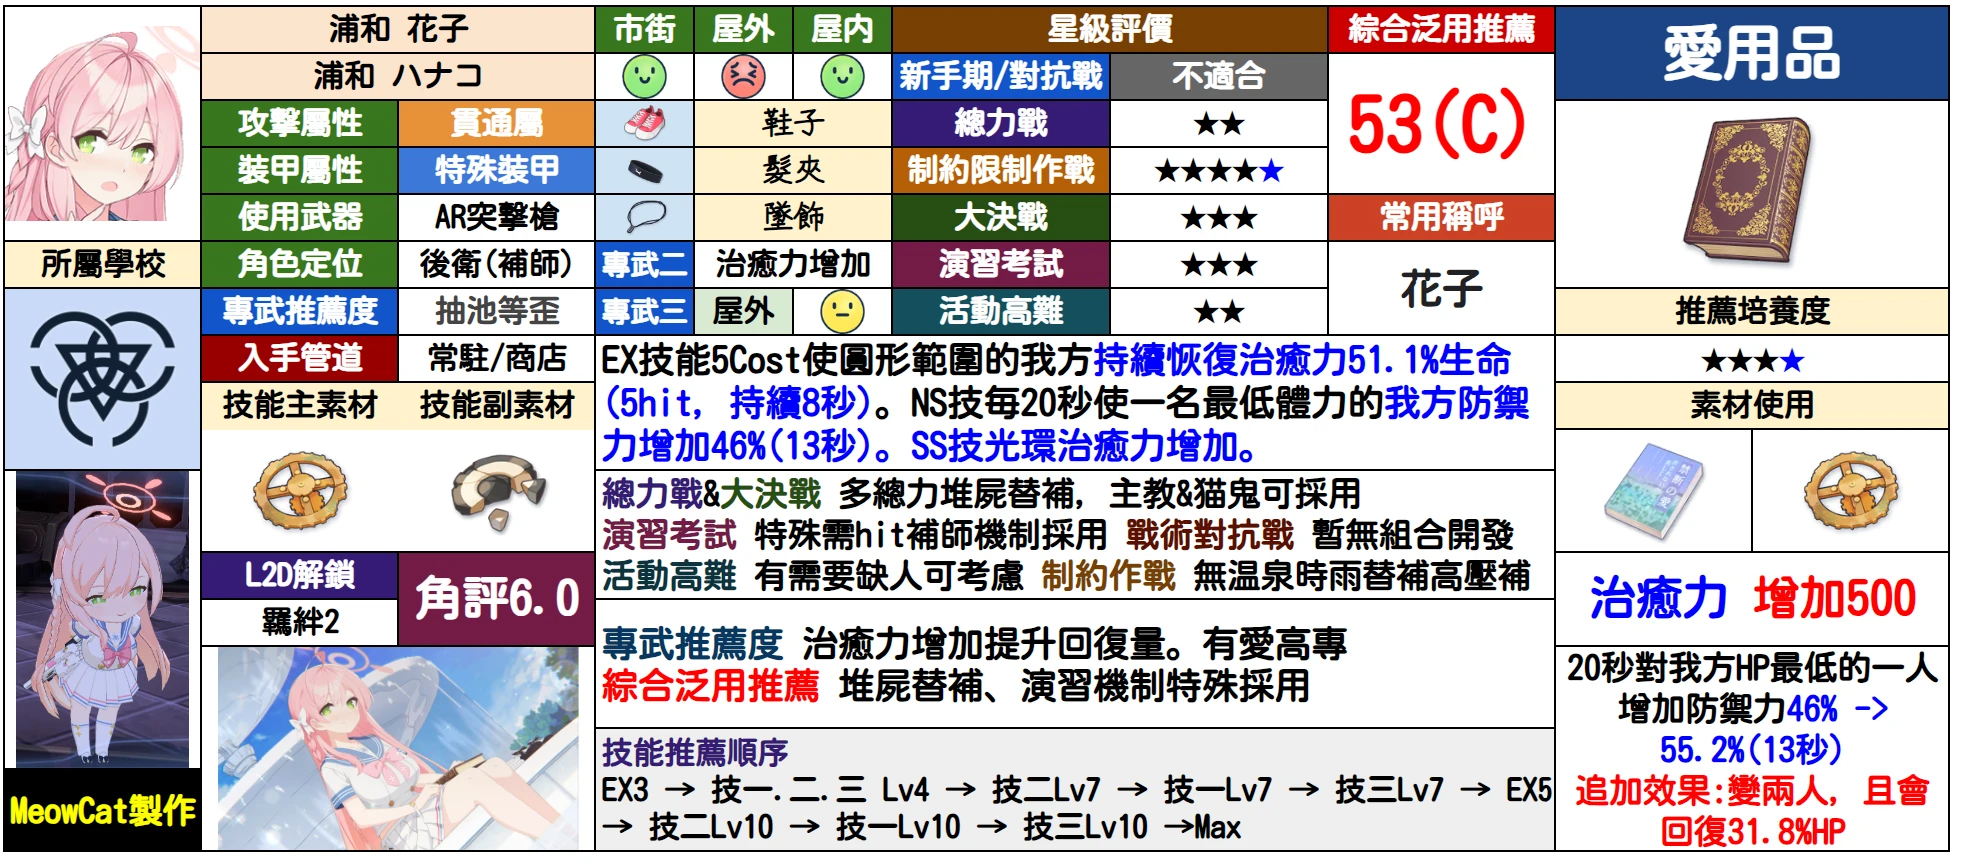 浦和 花子
浦和 ハナコ
市街
屋外
屋内
星級評價
綜合泛用推薦
愛用品
新手期/對抗戰
不適合
53(C)
攻擊屬性
貫通屬
鞋子
總力戰
★★
裝甲屬性
特殊裝甲
髮夾
制約限制作戰
★★★★★
使用武器
AR突擊槍
墜飾
大決戰
★★★
常用稱呼
所屬學校
角色定位
後衛(補師)
專武二
治癒力增加
演習考試
★★★
花子
專武推薦度
抽池等歪
專武三
屋外
活動高難
★★
推薦培養度
入手管道
常駐/商店
★★★★
技能主素材
技能副素材
素材使用
EX技能5Cost使圓形範圍的我方持續恢復治癒力51.1%生命
(5hit, 持續8秒)。NS技每20秒使一名最低體力的我方防禦
力增加46%(13秒)。SS技光環治癒力增加。
總力戰&大決戰 多總力堆屍替補, 主教&猫鬼可採用
演習考試 特殊需hit補師機制採用 戰術對抗戰 暫無組合開發
活動高難 有需要缺人可考慮 制約作戰 無温泉時雨替補高壓補
L2D解鎖
羈絆2
角評6.0
治癒力 增加500
專武推薦度 治癒力增加提升回復量。有愛高專
綜合泛用推薦 堆屍替補、演習機制特殊採用
20秒對我方HP最低的一人
增加防禦力46% ->
55.2%(13秒)
追加效果:變兩人, 且會
回復31.8%HP
技能推薦順序
EX3 → 技一.二.三 Lv4 → 技二Lv7 → 技一Lv7 → 技三Lv7 → EX5
→ 技二Lv10 → 技一Lv10 → 技三Lv10 →Max
MeowCat製作